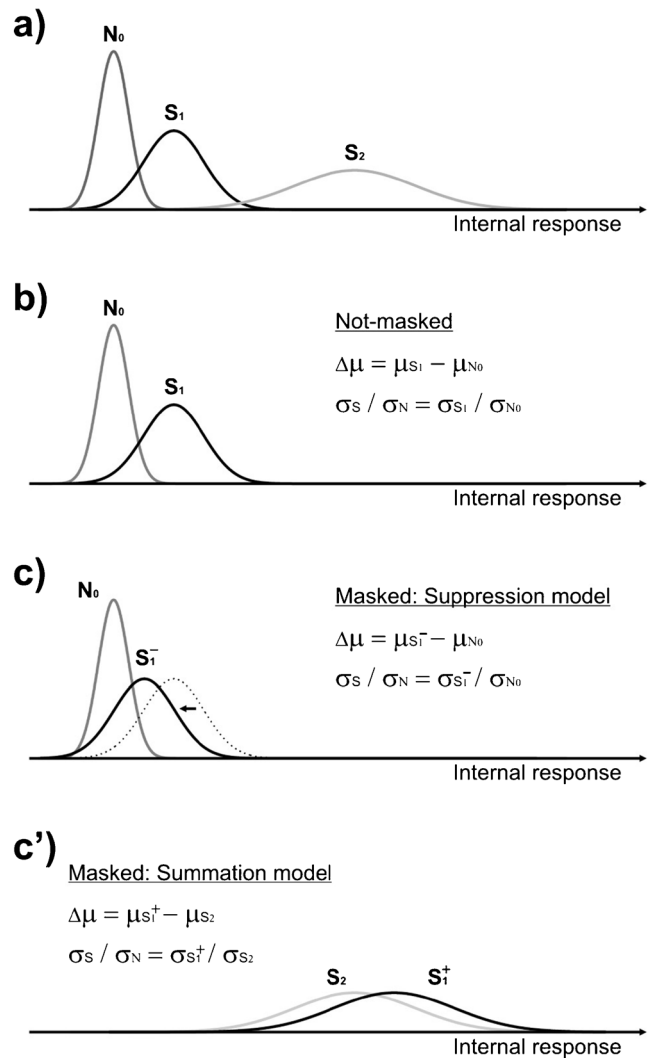 a)
N₀
S₁
S₂
Internal response
b)
N₀
S₁
Not-masked
Δμ = μS₁ − μN₀
σS / σN = σS₁ / σN₀
Internal response
c)
N₀
S₁⁻
Masked: Suppression model
Δμ = μS₁⁻ − μN₀
σS / σN = σS₁⁻ / σN₀
Internal response
c')
Masked: Summation model
Δμ = μS₁⁺ − μS₂
σS / σN = σS₁⁺ / σS₂
S₂ S₁⁺
Internal response